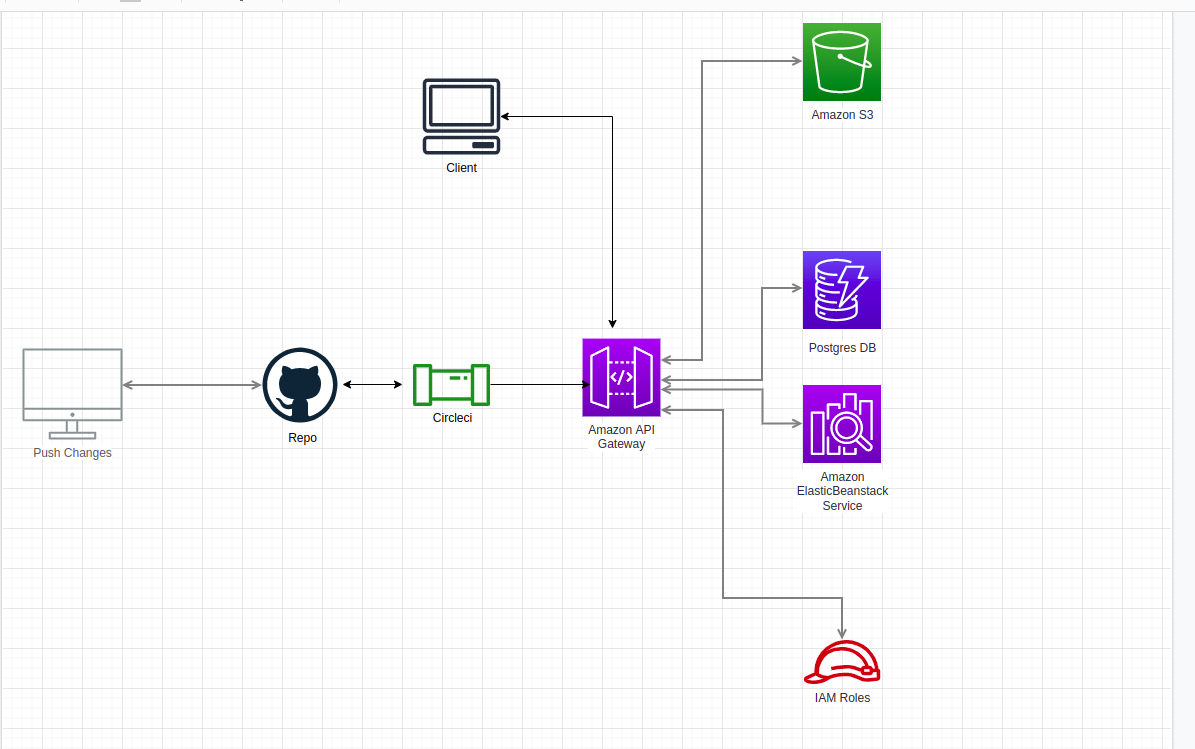 Amazon S3
Client
Postgres DB
Push Changes
Repo
Circleci
Amazon API
Gateway
Amazon
ElasticBeanstack
Service
IAM Roles